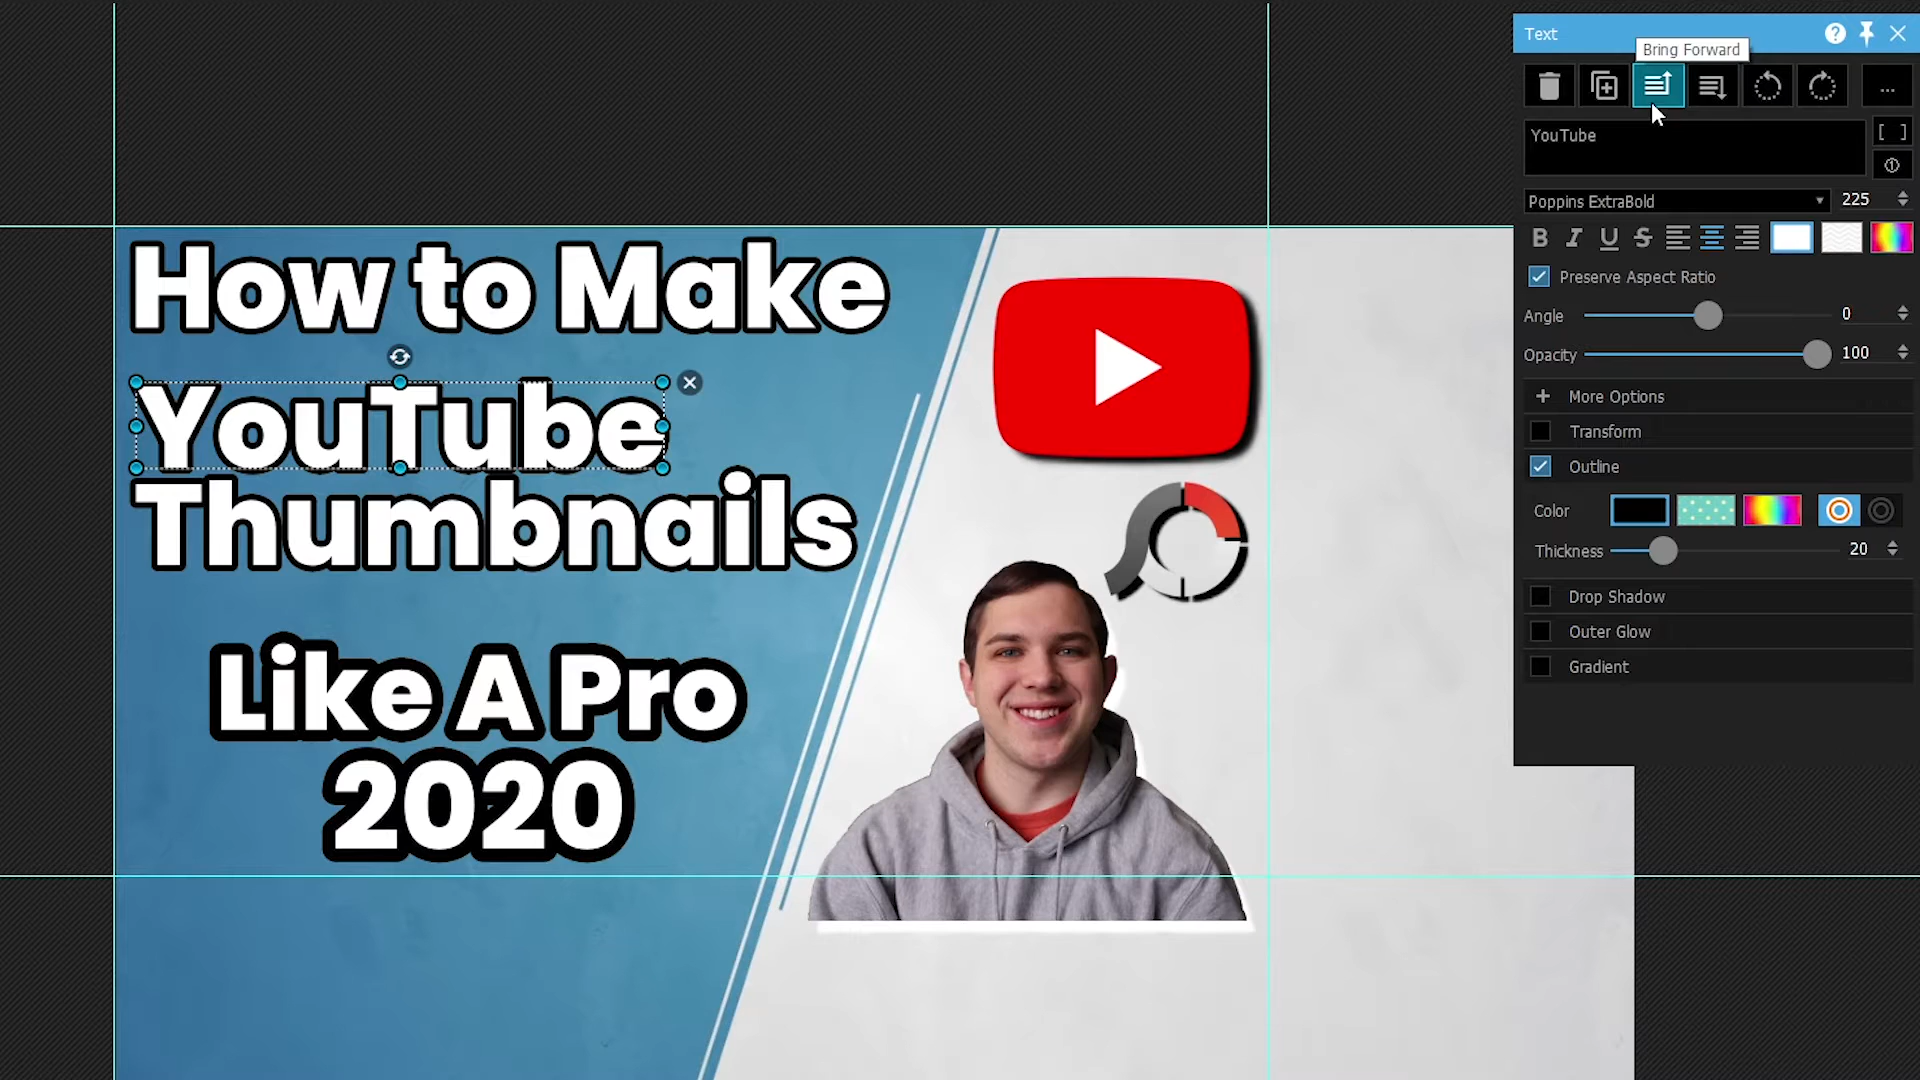 Text
Bring Forward
...
YouTube
[ ]
Poppins ExtraBold 225
B I U S
Preserve Aspect Ratio
Angle 0
Opacity 100
+ More Options
Transform
Outline
Color
Thickness 20
Drop Shadow
Outer Glow
Gradient
How to Make
YouTube
Thumbnails
Like A Pro
2020